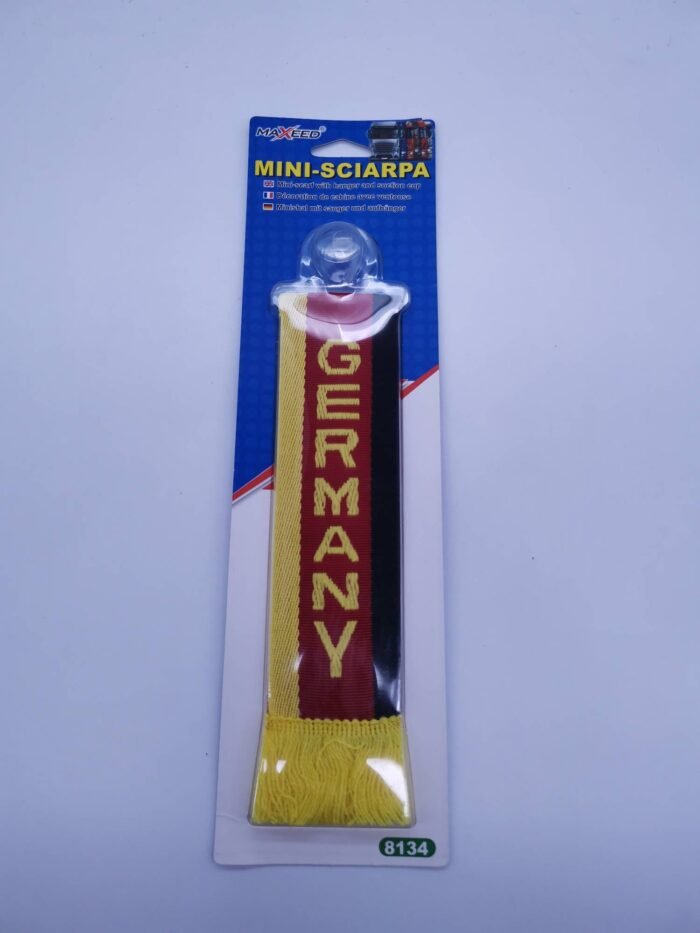 MAXEED®
MINI-SCIARPA
Mini-scarf with hanger and suction cup
Décoration de cabine avec ventouse
Minishal mit sauger und aufhänger
GERMANY
8134